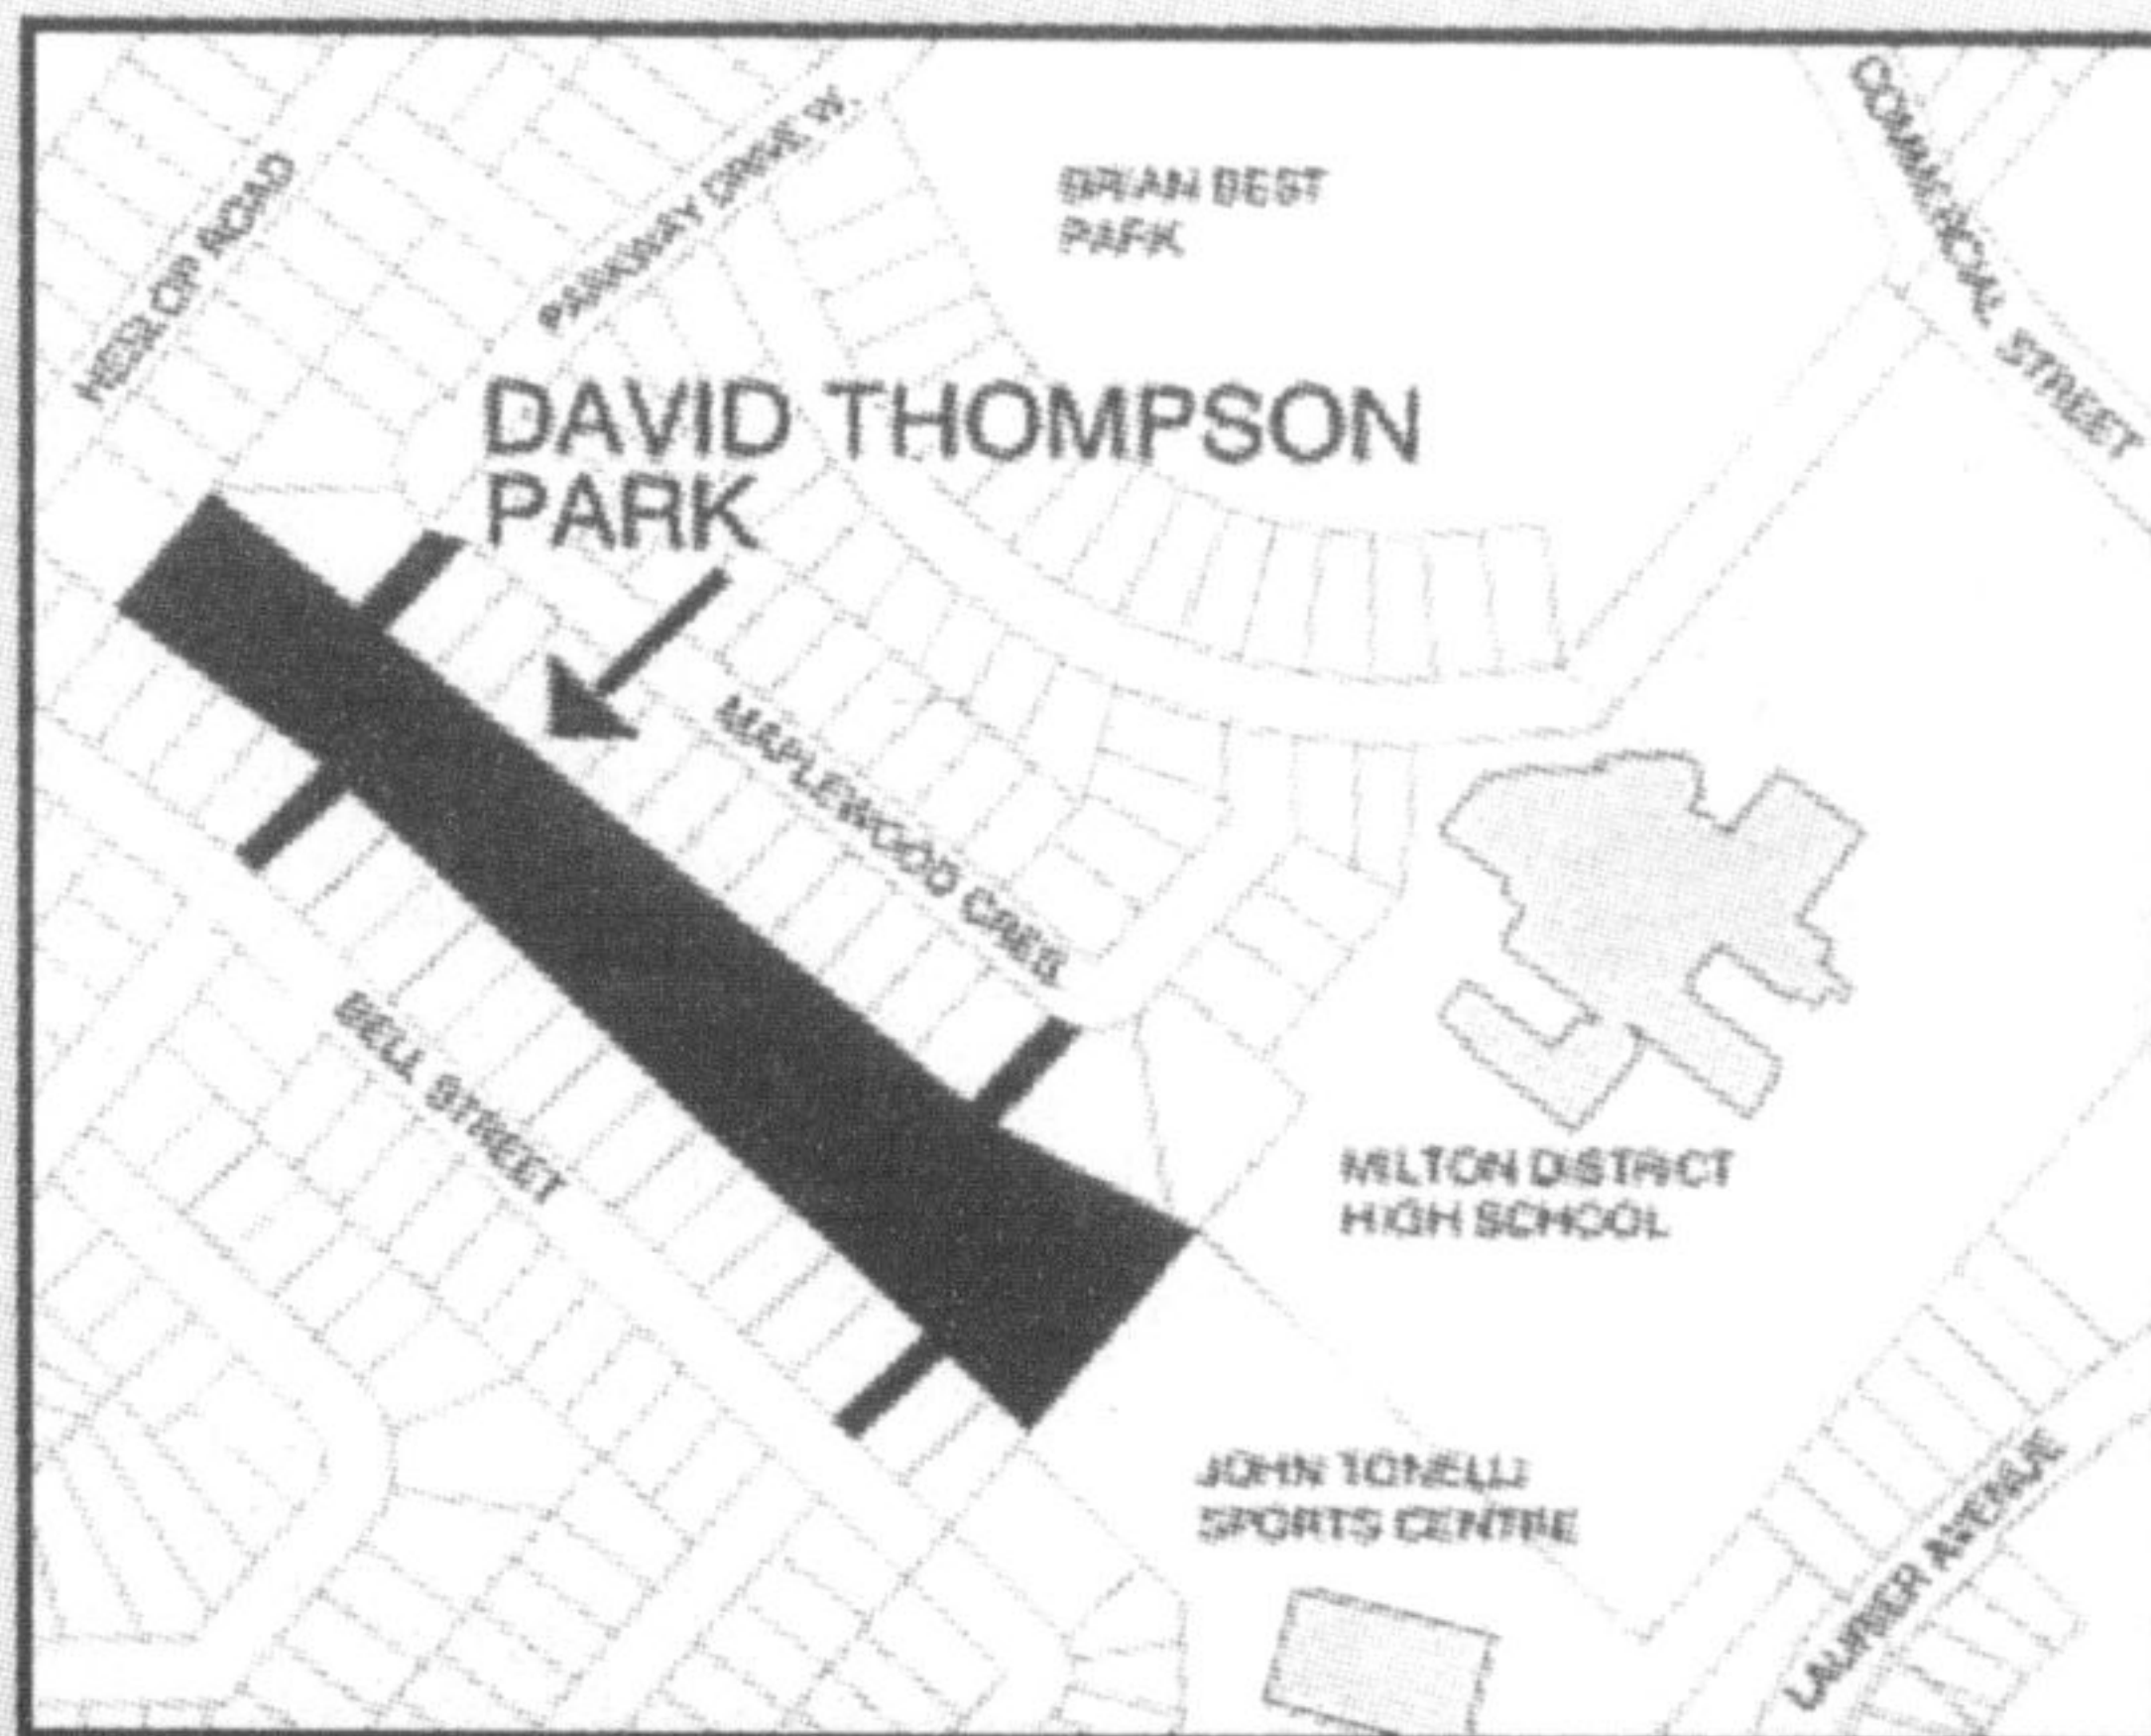 HESLOP ROAD
PARKWAY DRIVE W.
BRIAN BEST
PARK
COMMERCIAL STREET
DAVID THOMPSON
PARK
MAPLEWOOD CRES.
BELL STREET
MILTON DISTRICT
HIGH SCHOOL
JOHN TONELLI
SPORTS CENTRE
LAURIER AVENUE